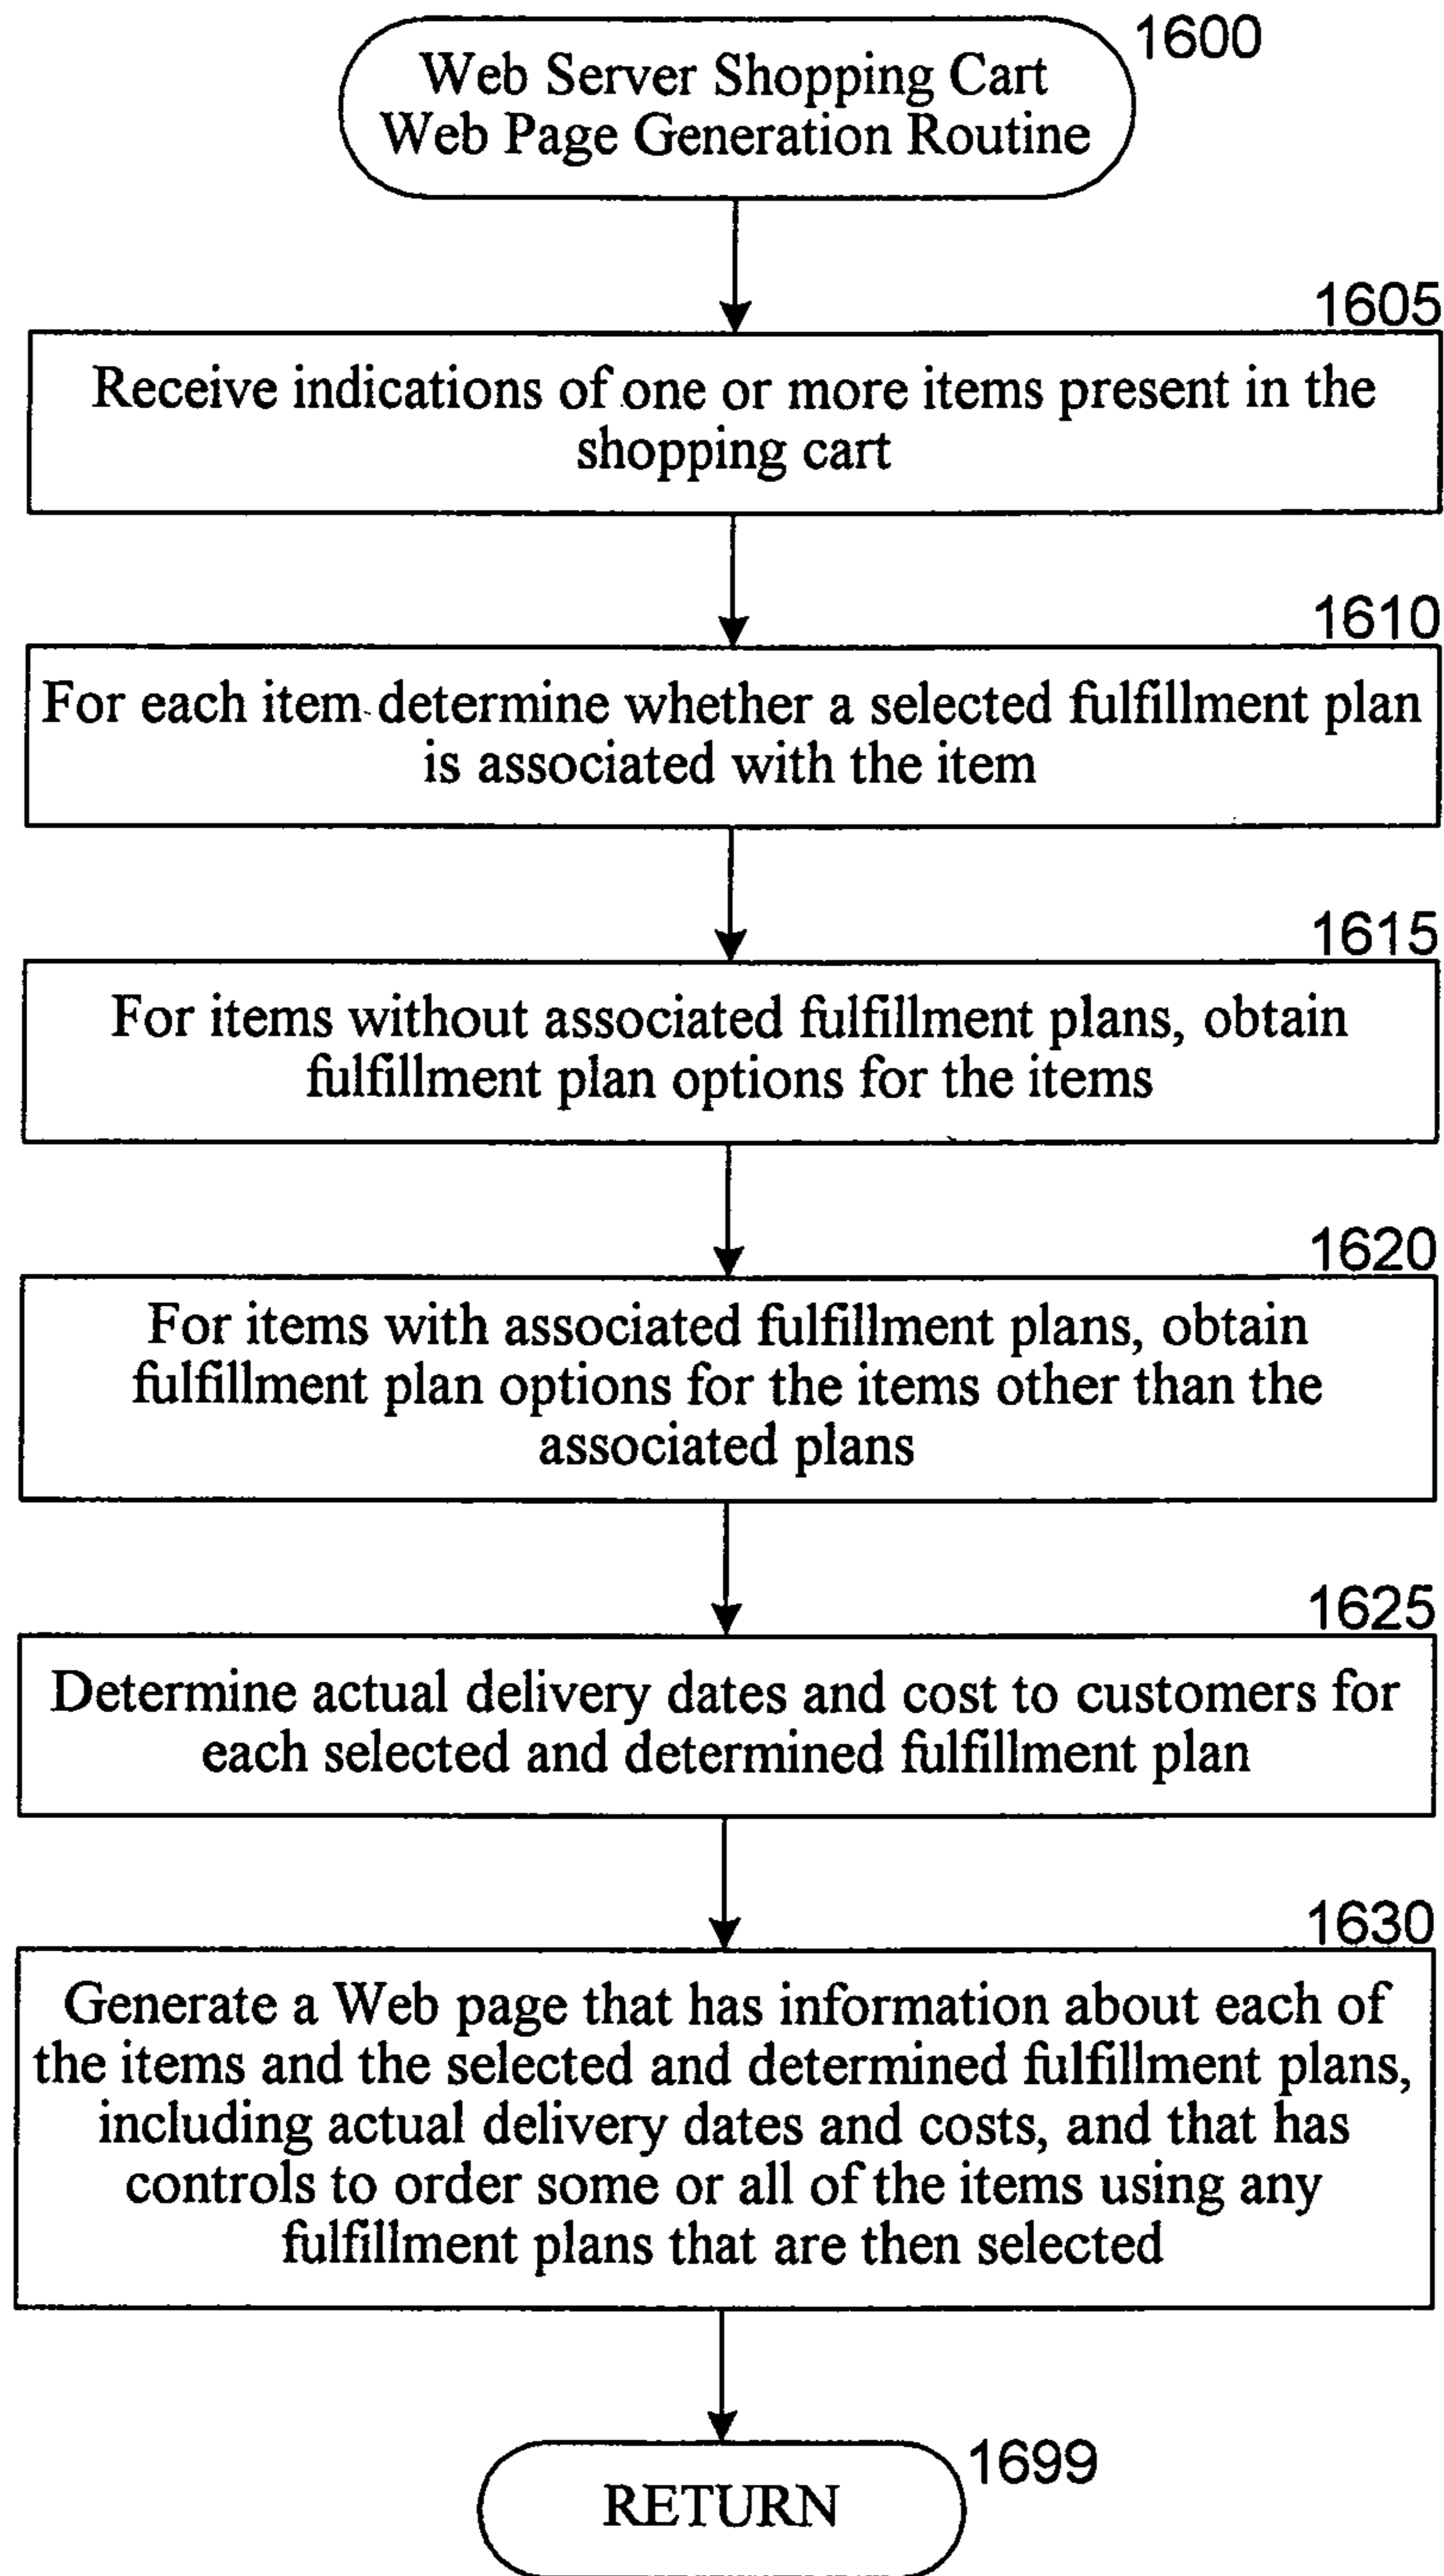 1600
Web Server Shopping Cart
Web Page Generation Routine
1605
Receive indications of one or more items present in the
shopping cart
1610
For each item determine whether a selected fulfillment plan
is associated with the item
1615
For items without associated fulfillment plans, obtain
fulfillment plan options for the items
1620
For items with associated fulfillment plans, obtain
fulfillment plan options for the items other than the
associated plans
1625
Determine actual delivery dates and cost to customers for
each selected and determined fulfillment plan
1630
Generate a Web page that has information about each of
the items and the selected and determined fulfillment plans,
including actual delivery dates and costs, and that has
controls to order some or all of the items using any
fulfillment plans that are then selected
1699
RETURN